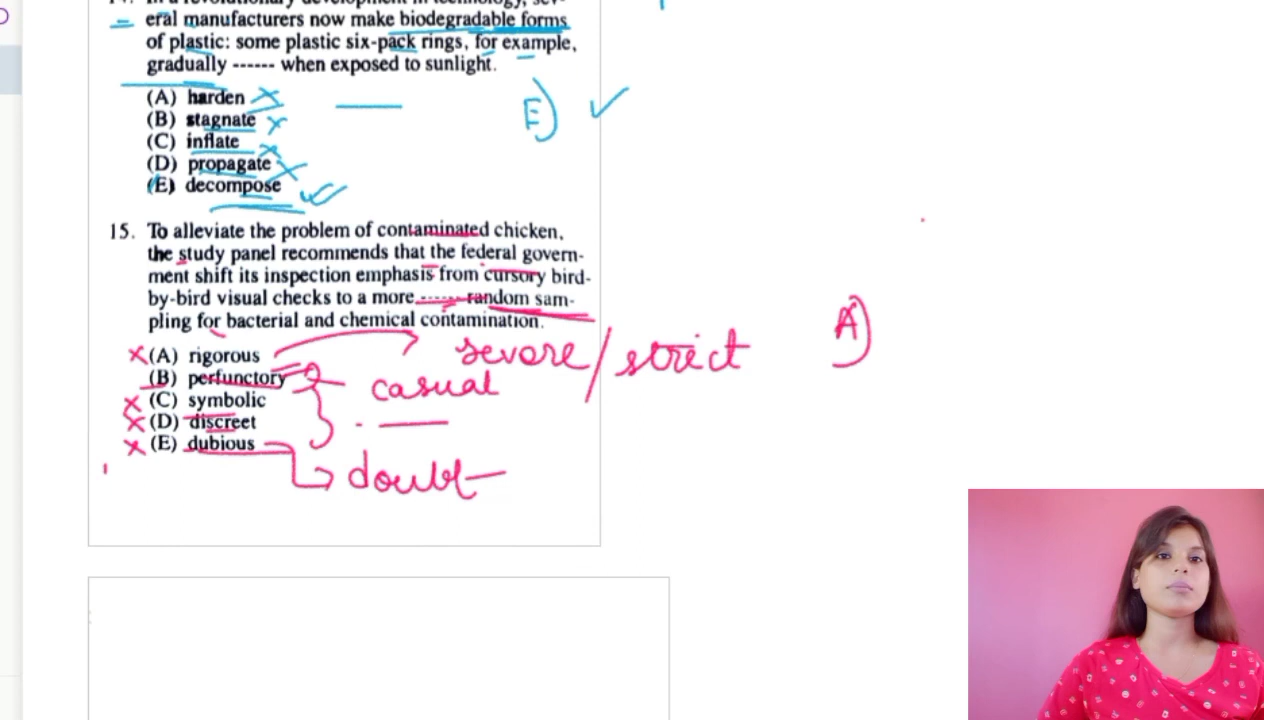 eral manufacturers now make biodegradable forms
of plastic: some plastic six-pack rings, for example,
gradually ------ when exposed to sunlight.
(A) harden
(B) stagnate
(C) inflate
(D) propagate
(E) decompose
E)
15. To alleviate the problem of contaminated chicken,
the study panel recommends that the federal govern-
ment shift its inspection emphasis from cursory bird-
by-bird visual checks to a more ------ random sam-
pling for bacterial and chemical contamination.
(A) rigorous
(B) perfunctory
(C) symbolic
(D) discreet
(E) dubious
severe/strict
A)
casual
doubt